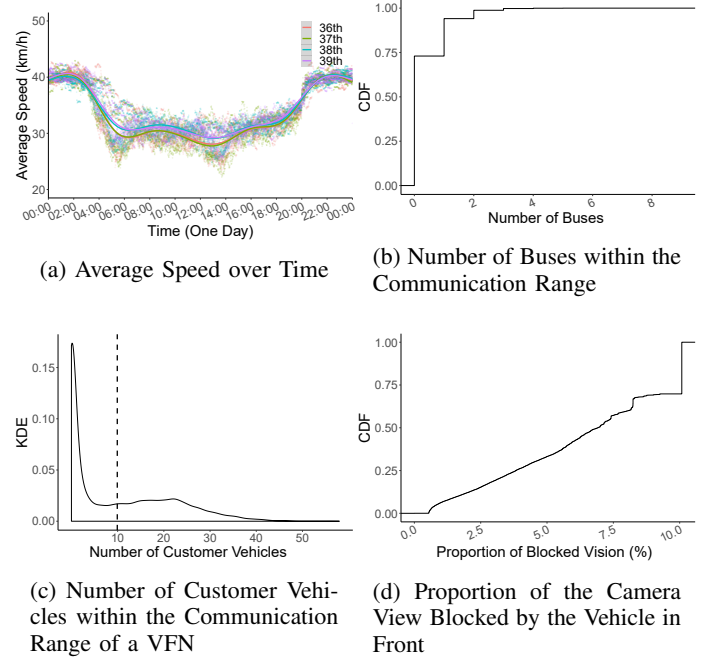 Average Speed (km/h)
50
40
30
20
36th
37th
38th
39th
00:00 02:00 04:00 06:00 08:00 10:00 12:00 14:00 16:00 18:00 20:00 22:00 00:00
Time (One Day)
(a) Average Speed over Time
CDF
1.00
0.75
0.50
0.25
0.00
0 2 4 6 8
Number of Buses
(b) Number of Buses within the
Communication Range
KDE
0.15
0.10
0.05
0.00
10 20 30 40 50
Number of Customer Vehicles
(c) Number of Customer Vehi-
cles within the Communication
Range of a VFN
CDF
1.00
0.75
0.50
0.25
0.00
0.0 2.5 5.0 7.5 10.0
Proportion of Blocked Vision (%)
(d) Proportion of the Camera
View Blocked by the Vehicle in
Front